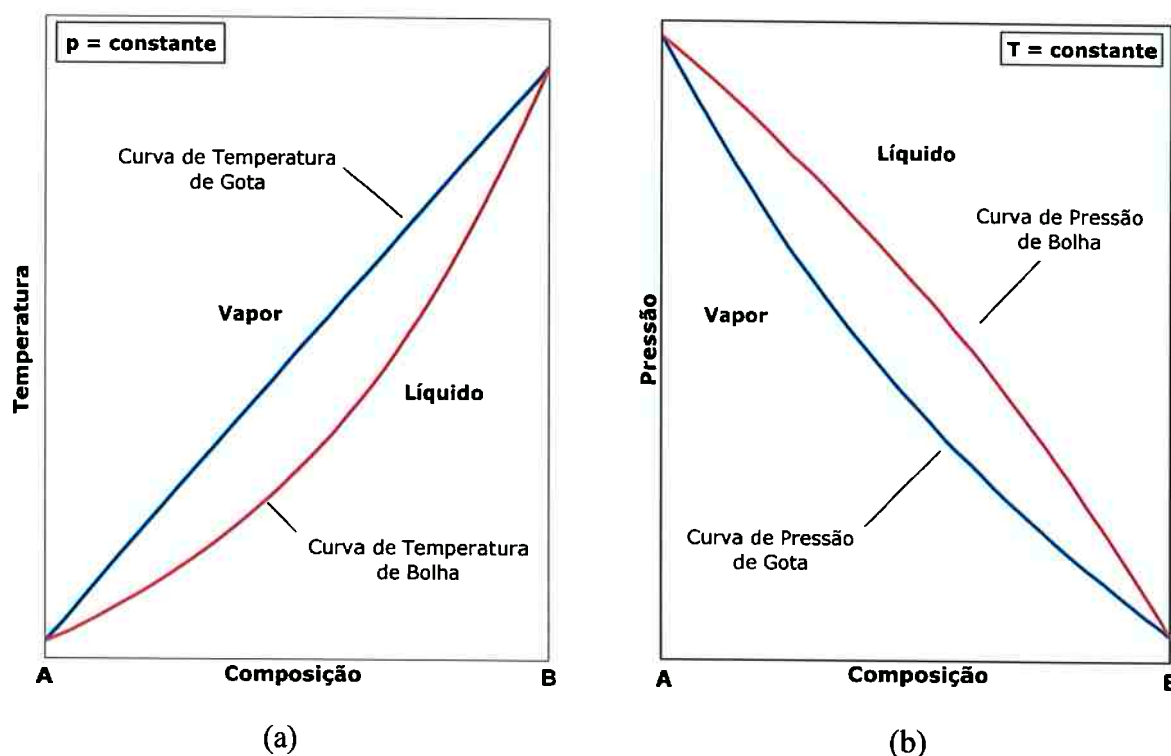 p = constante
Curva de Temperatura
de Gota
Vapor
Líquido
Curva de Temperatura
de Bolha
Temperatura
A
Composição
B
(a)
T = constante
Líquido
Curva de Pressão
de Bolha
Vapor
Curva de Pressão
de Gota
Pressão
A
Composição
B
(b)